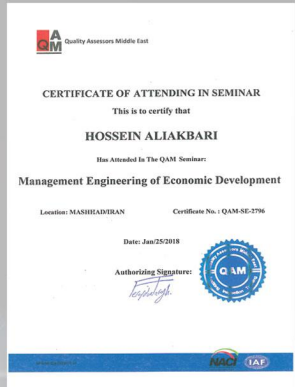 A
QM
Quality Assessors Middle East
CERTIFICATE OF ATTENDING IN SEMINAR
This is to certify that
HOSSEIN ALIAKBARI
Has Attended In The QAM Seminar:
Management Engineering of Economic Development
Location: MASHHAD/IRAN Certificate No. : QAM-SE-2796
Date: Jan/25/2018
Authorizing Signature:
QAM
NACI IAF